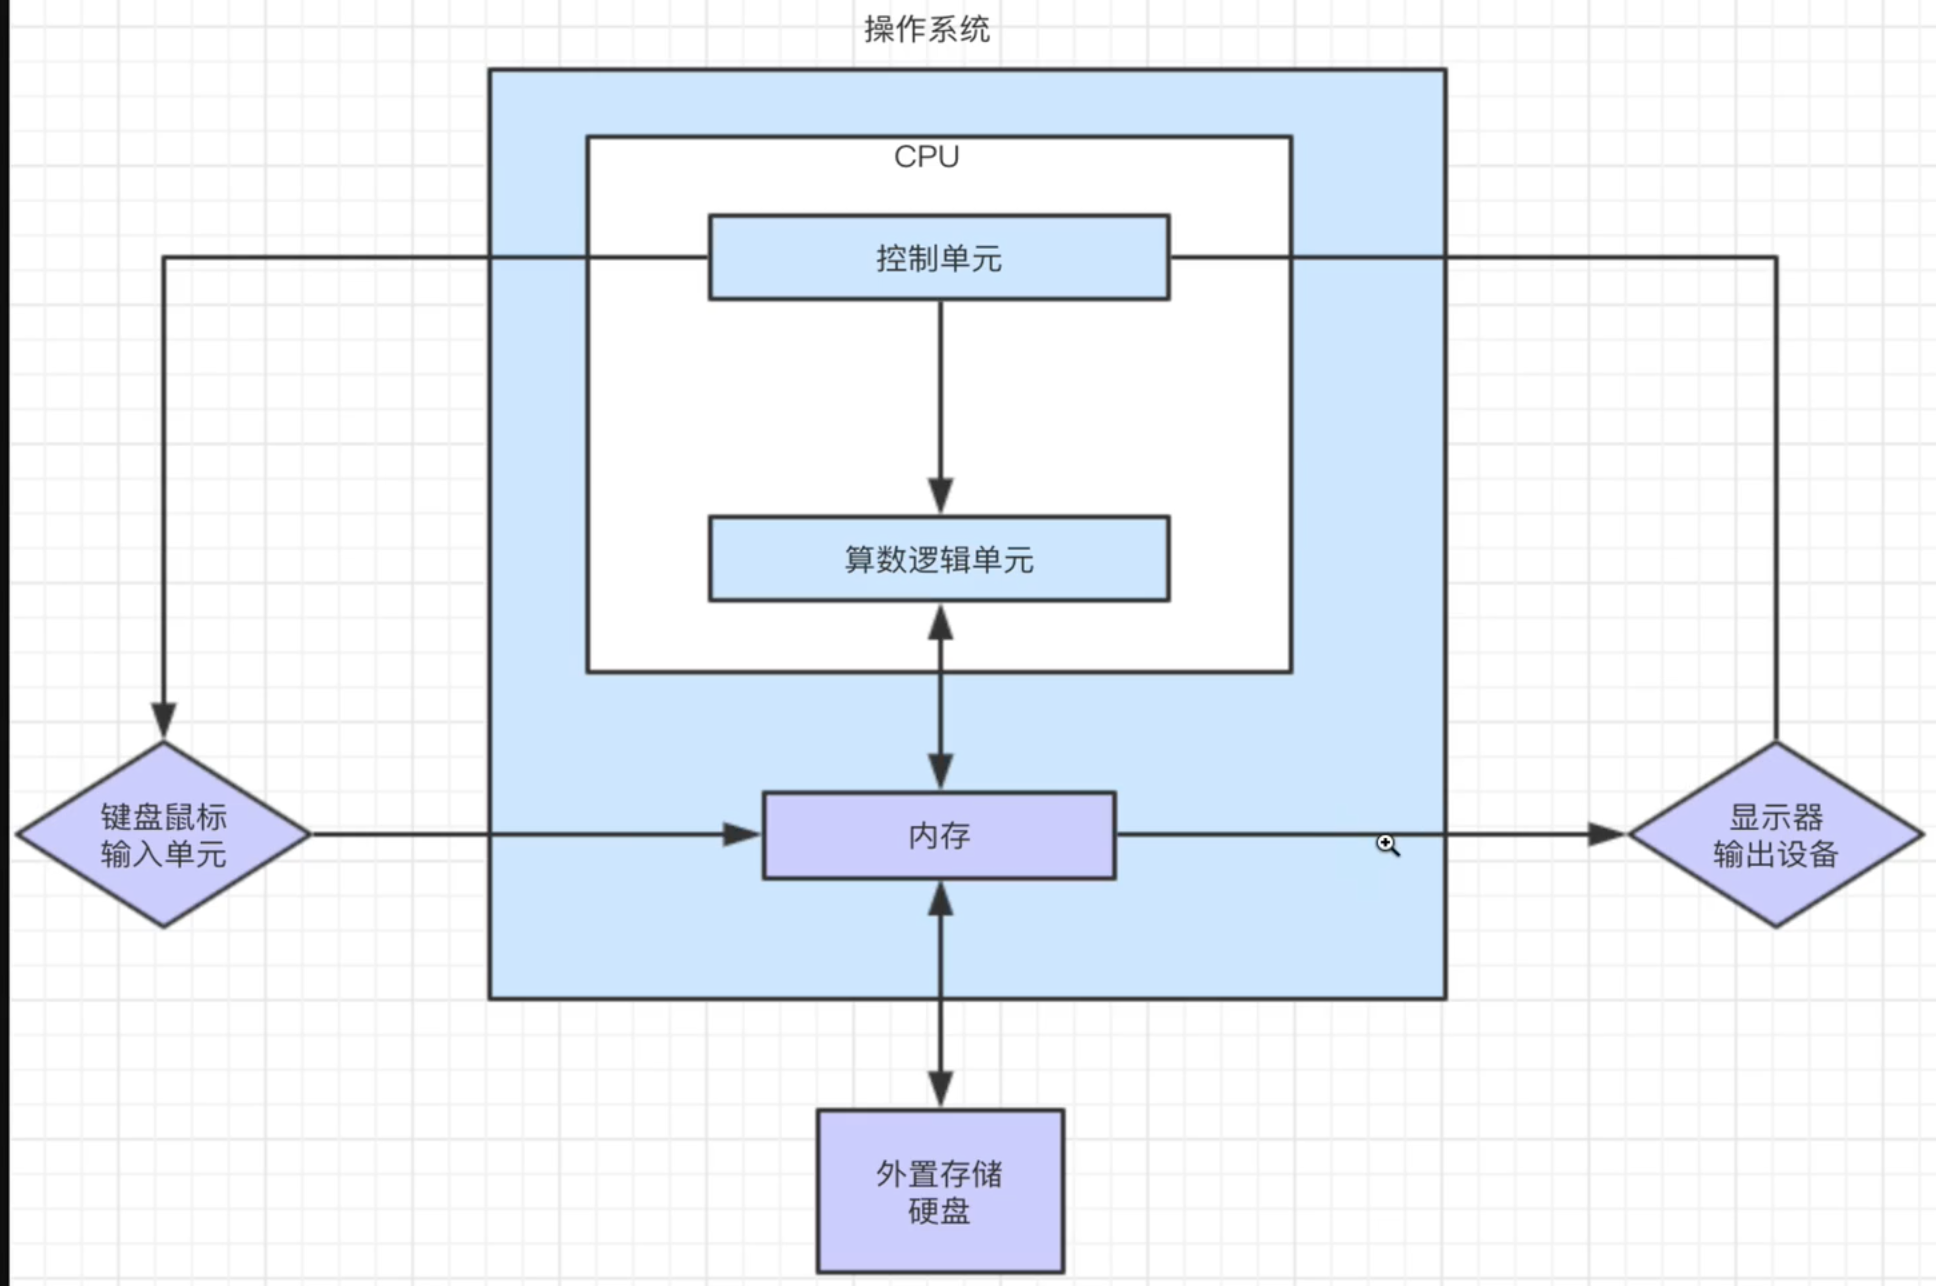 操作系统
CPU
控制单元
算数逻辑单元
键盘鼠标
输入单元
内存
显示器
输出设备
外置存储
硬盘